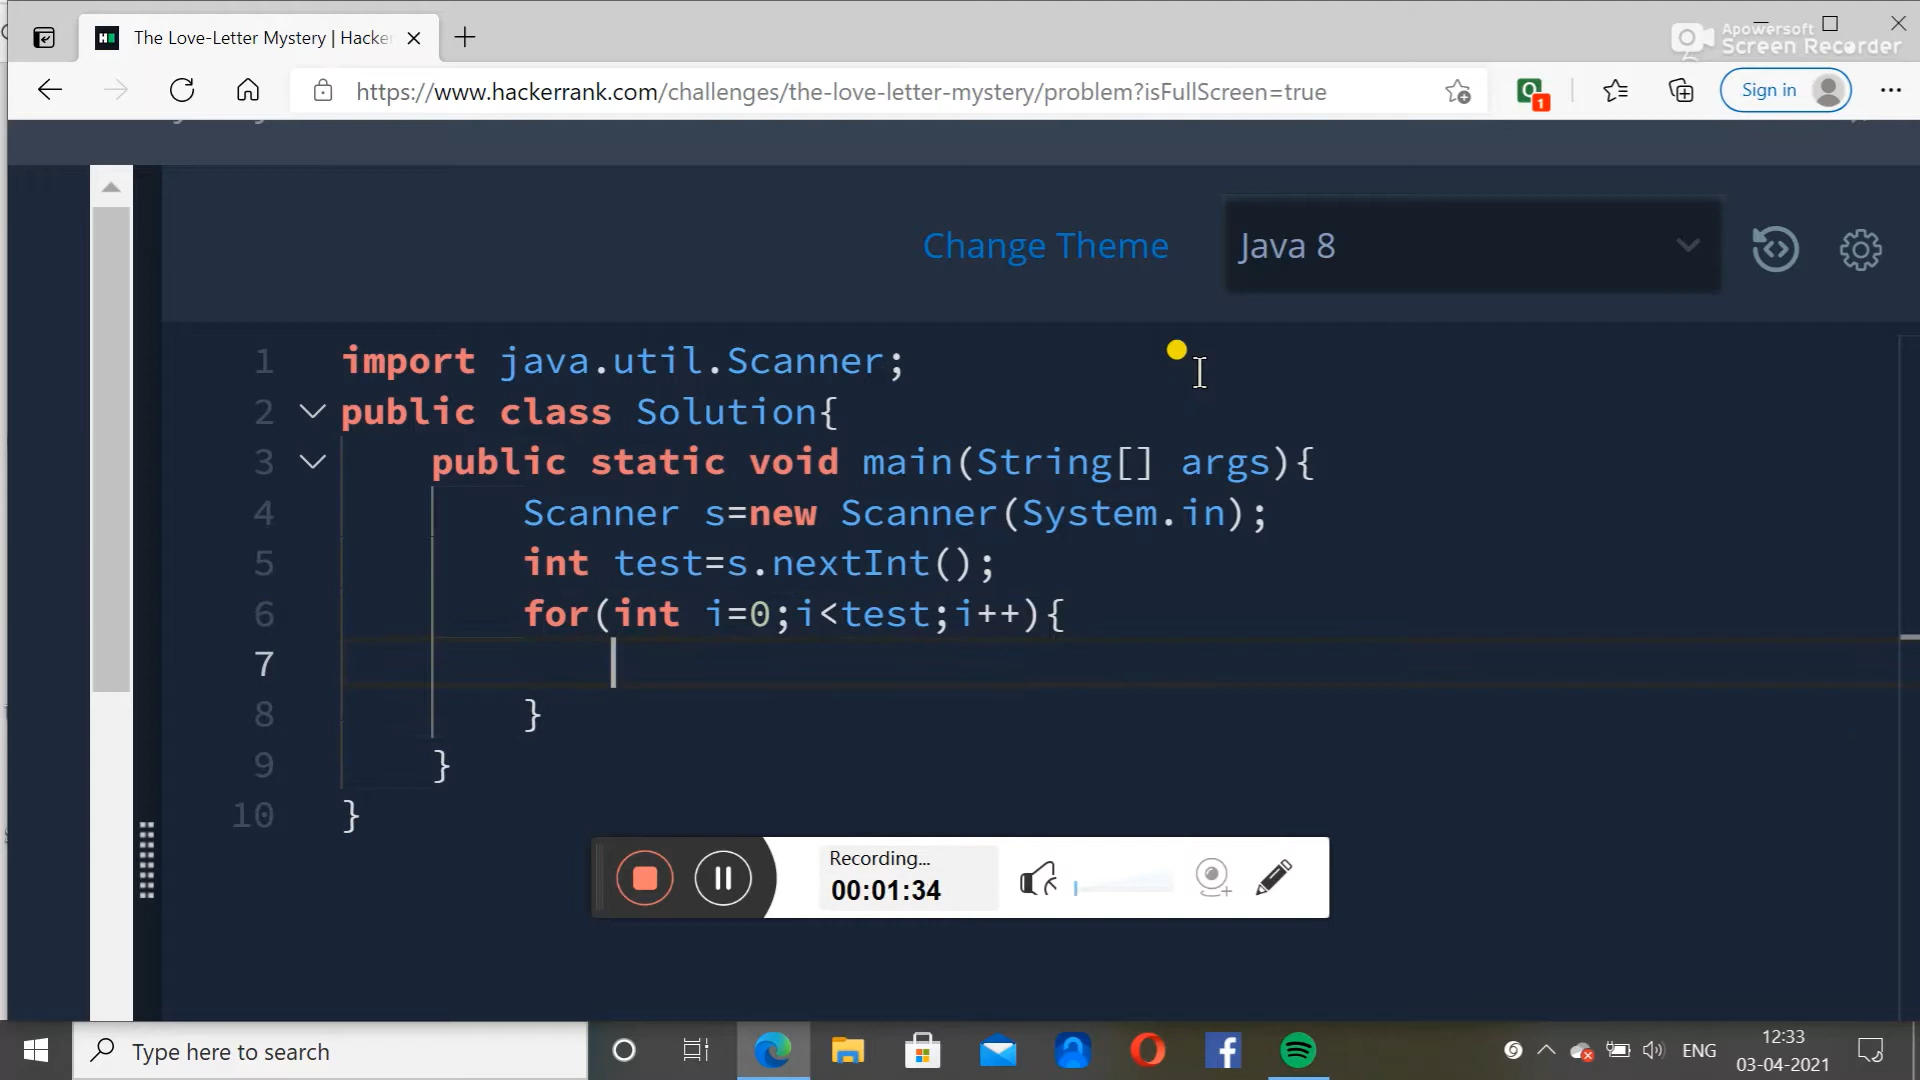 The Love-Letter Mystery | Hacke
Apowersoft
Screen Recorder
https://www.hackerrank.com/challenges/the-love-letter-mystery/problem?isFullScreen=true
1
Sign in
Change Theme
Java 8
1 import java.util.Scanner;
2 public class Solution{
3 public static void main(String[] args){
4 Scanner s=new Scanner(System.in);
5 int test=s.nextInt();
6 for(int i=0;i<test;i++){
7
8 }
9 }
10 }
Recording...
00:01:34
Type here to search
ENG
12:33
03-04-2021